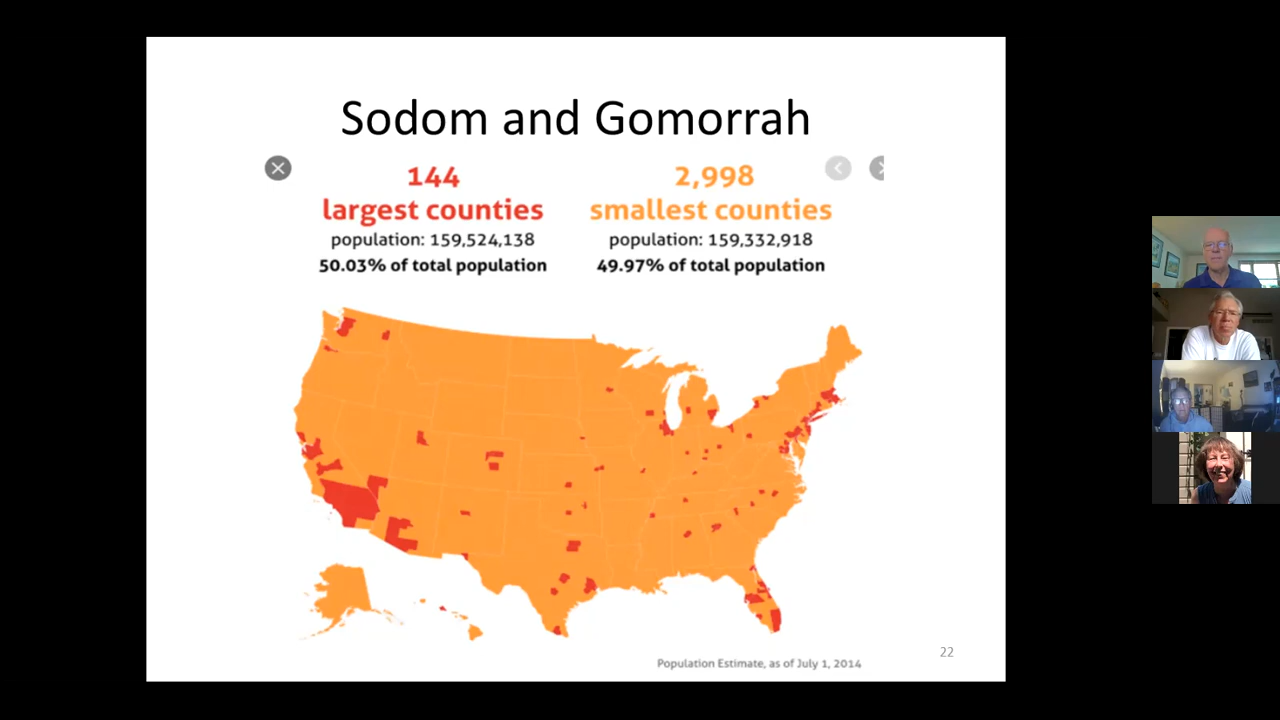 Sodom and Gomorrah
144
largest counties
population: 159,524,138
50.03% of total population
2,998
smallest counties
population: 159,332,918
49.97% of total population
Population Estimate, as of July 1, 2014
22